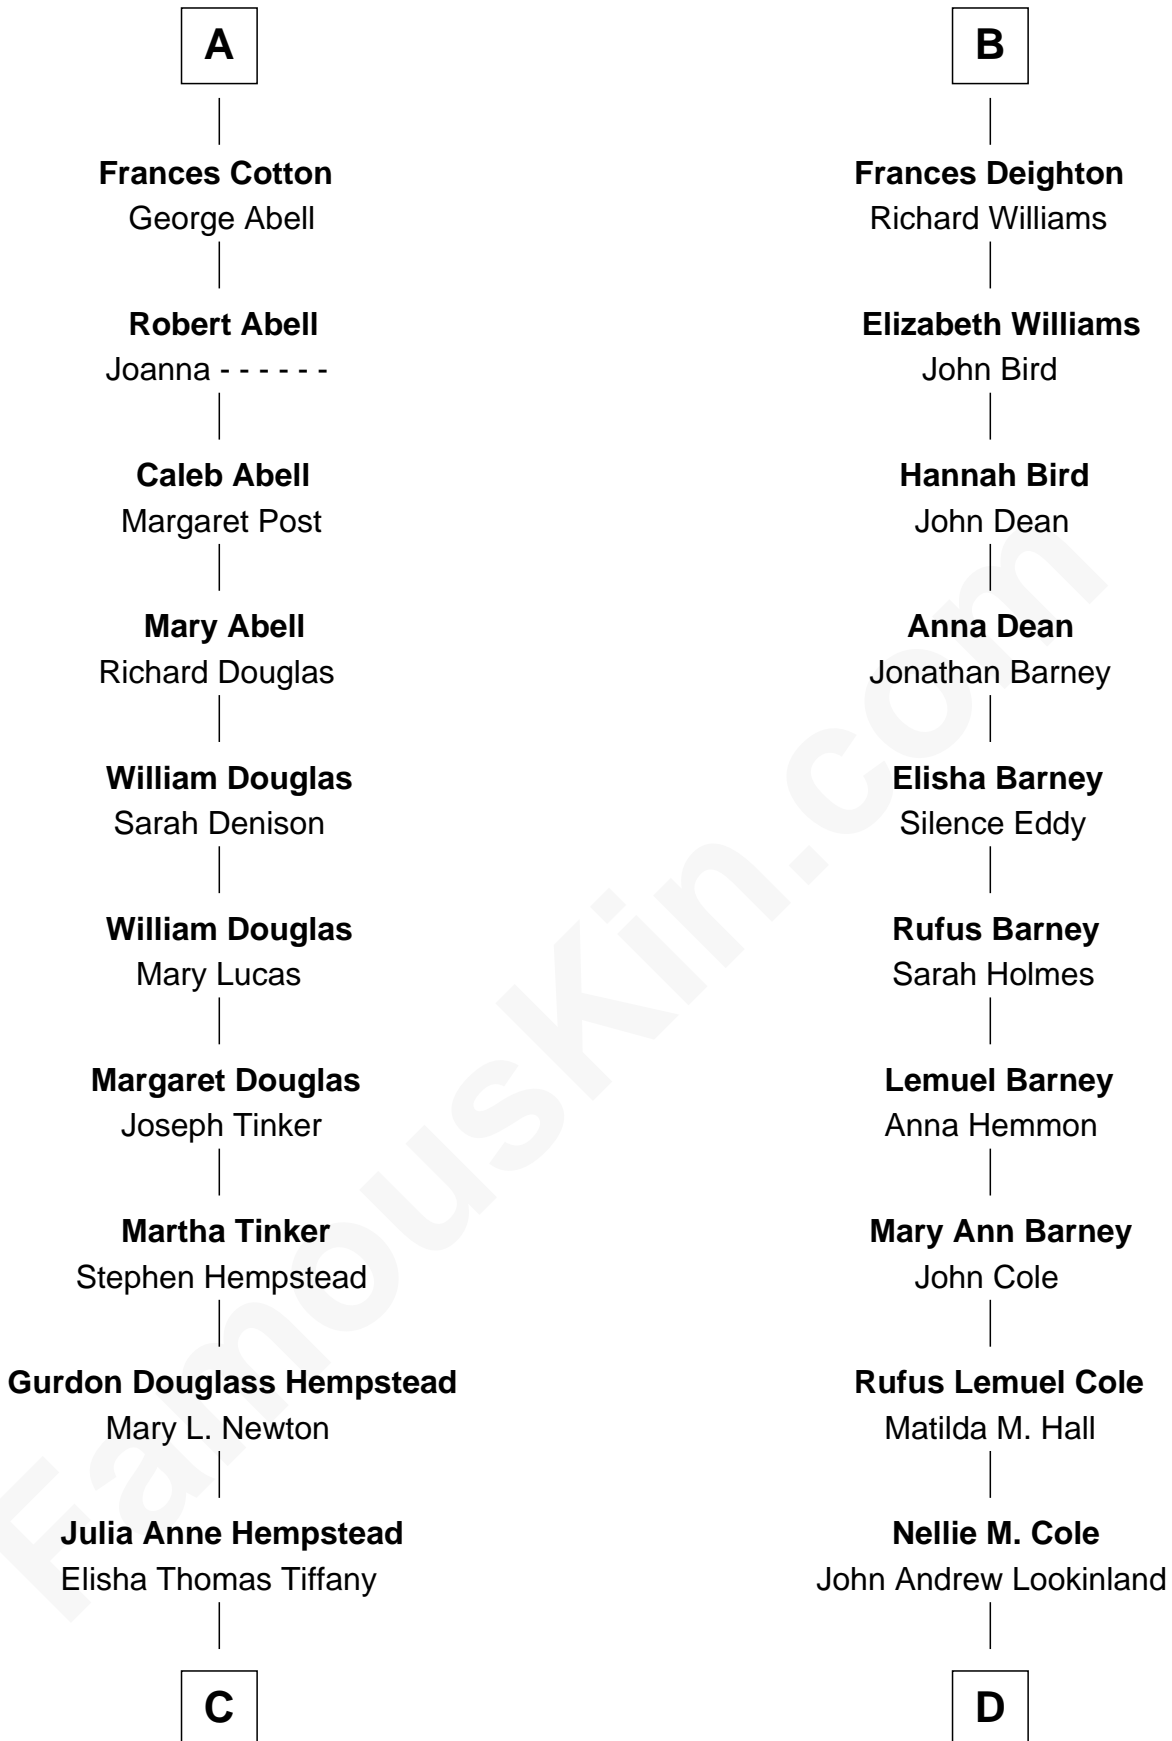 A
Frances Cotton
George Abell
Robert Abell
Joanna - - - - - -
Caleb Abell
Margaret Post
Mary Abell
Richard Douglas
William Douglas
Sarah Denison
William Douglas
Mary Lucas
Margaret Douglas
Joseph Tinker
Martha Tinker
Stephen Hempstead
Gurdon Douglass Hempstead
Mary L. Newton
Julia Anne Hempstead
Elisha Thomas Tiffany
C
B
Frances Deighton
Richard Williams
Elizabeth Williams
John Bird
Hannah Bird
John Dean
Anna Dean
Jonathan Barney
Elisha Barney
Silence Eddy
Rufus Barney
Sarah Holmes
Lemuel Barney
Anna Hemmon
Mary Ann Barney
John Cole
Rufus Lemuel Cole
Matilda M. Hall
Nellie M. Cole
John Andrew Lookinland
D
FamousKin.com